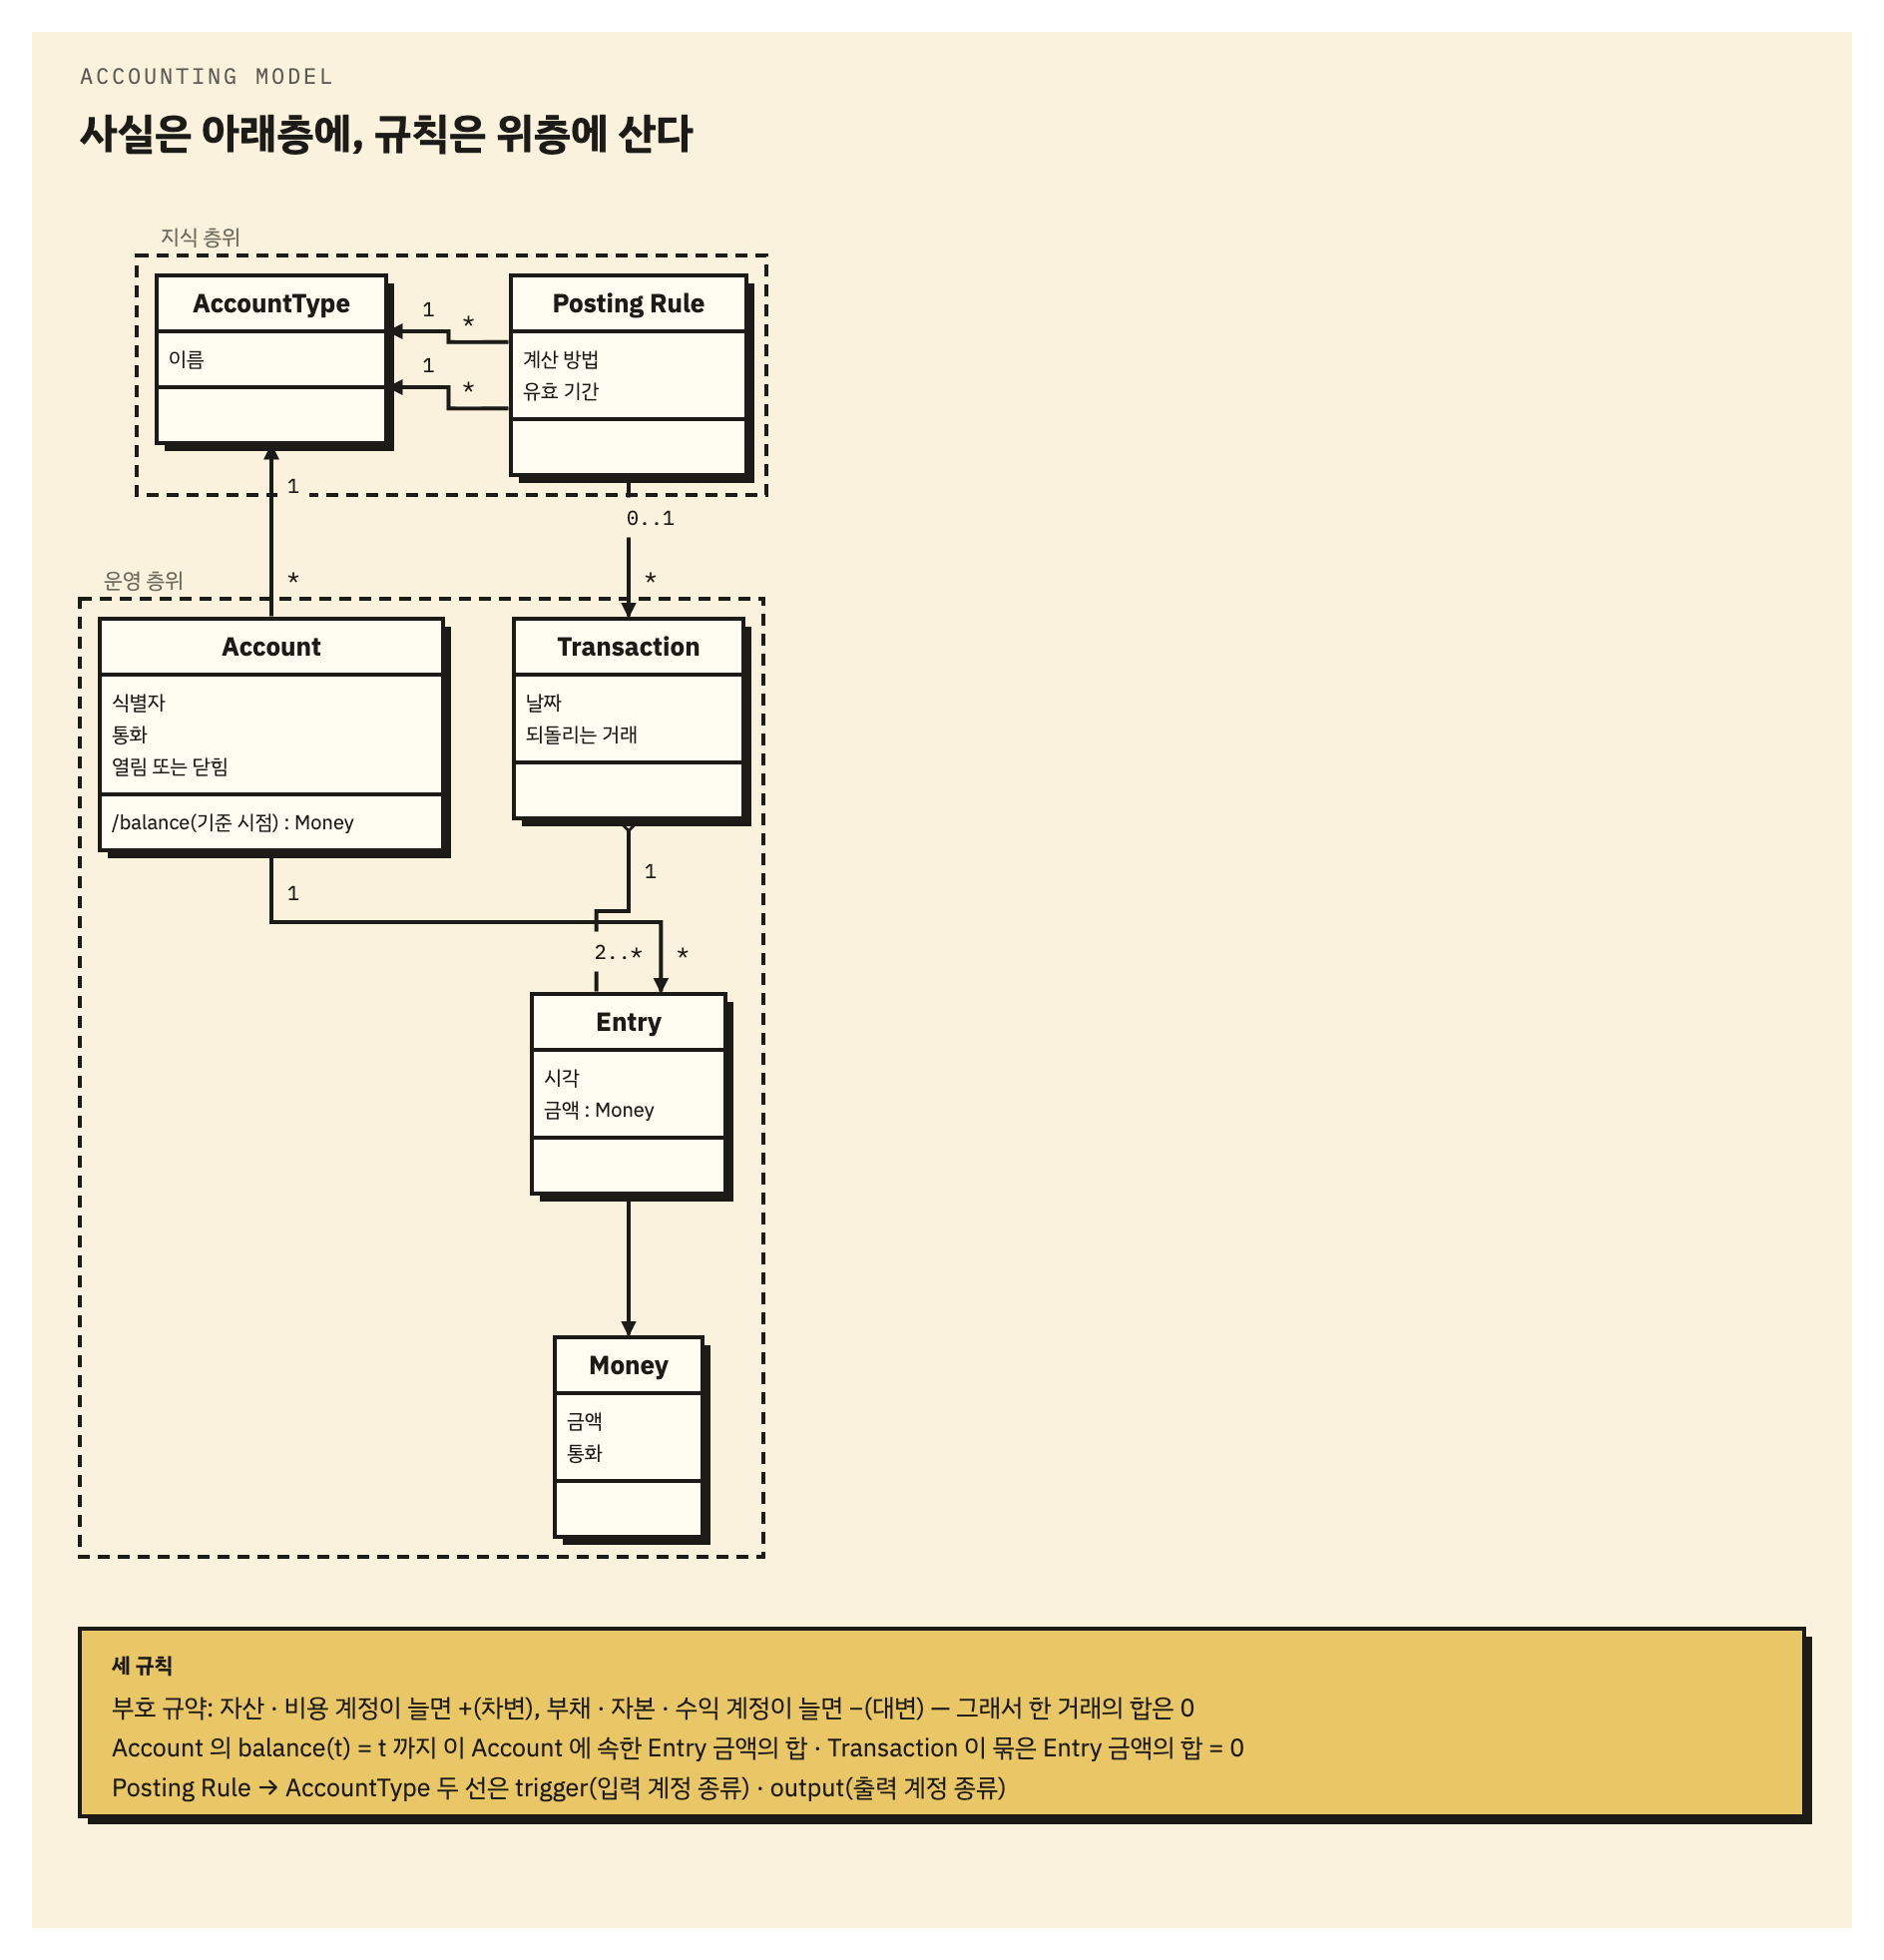 ACCOUNTING MODEL
사실은 아래층에, 규칙은 위층에 산다
지식 층위
AccountType
이름
Posting Rule
계산 방법
유효 기간
1
*
1
*
1
*
0..1
*
운영 층위
Account
식별자
통화
열림 또는 닫힘
/balance(기준 시점) : Money
Transaction
날짜
되돌리는 거래
1
1
2..*
*
Entry
시각
금액 : Money
Money
금액
통화
세 규칙
부호 규약: 자산 · 비용 계정이 늘면 +(차변), 부채 · 자본 · 수익 계정이 늘면 −(대변) — 그래서 한 거래의 합은 0
Account 의 balance(t) = t 까지 이 Account 에 속한 Entry 금액의 합 · Transaction 이 묶은 Entry 금액의 합 = 0
Posting Rule → AccountType 두 선은 trigger(입력 계정 종류) · output(출력 계정 종류)